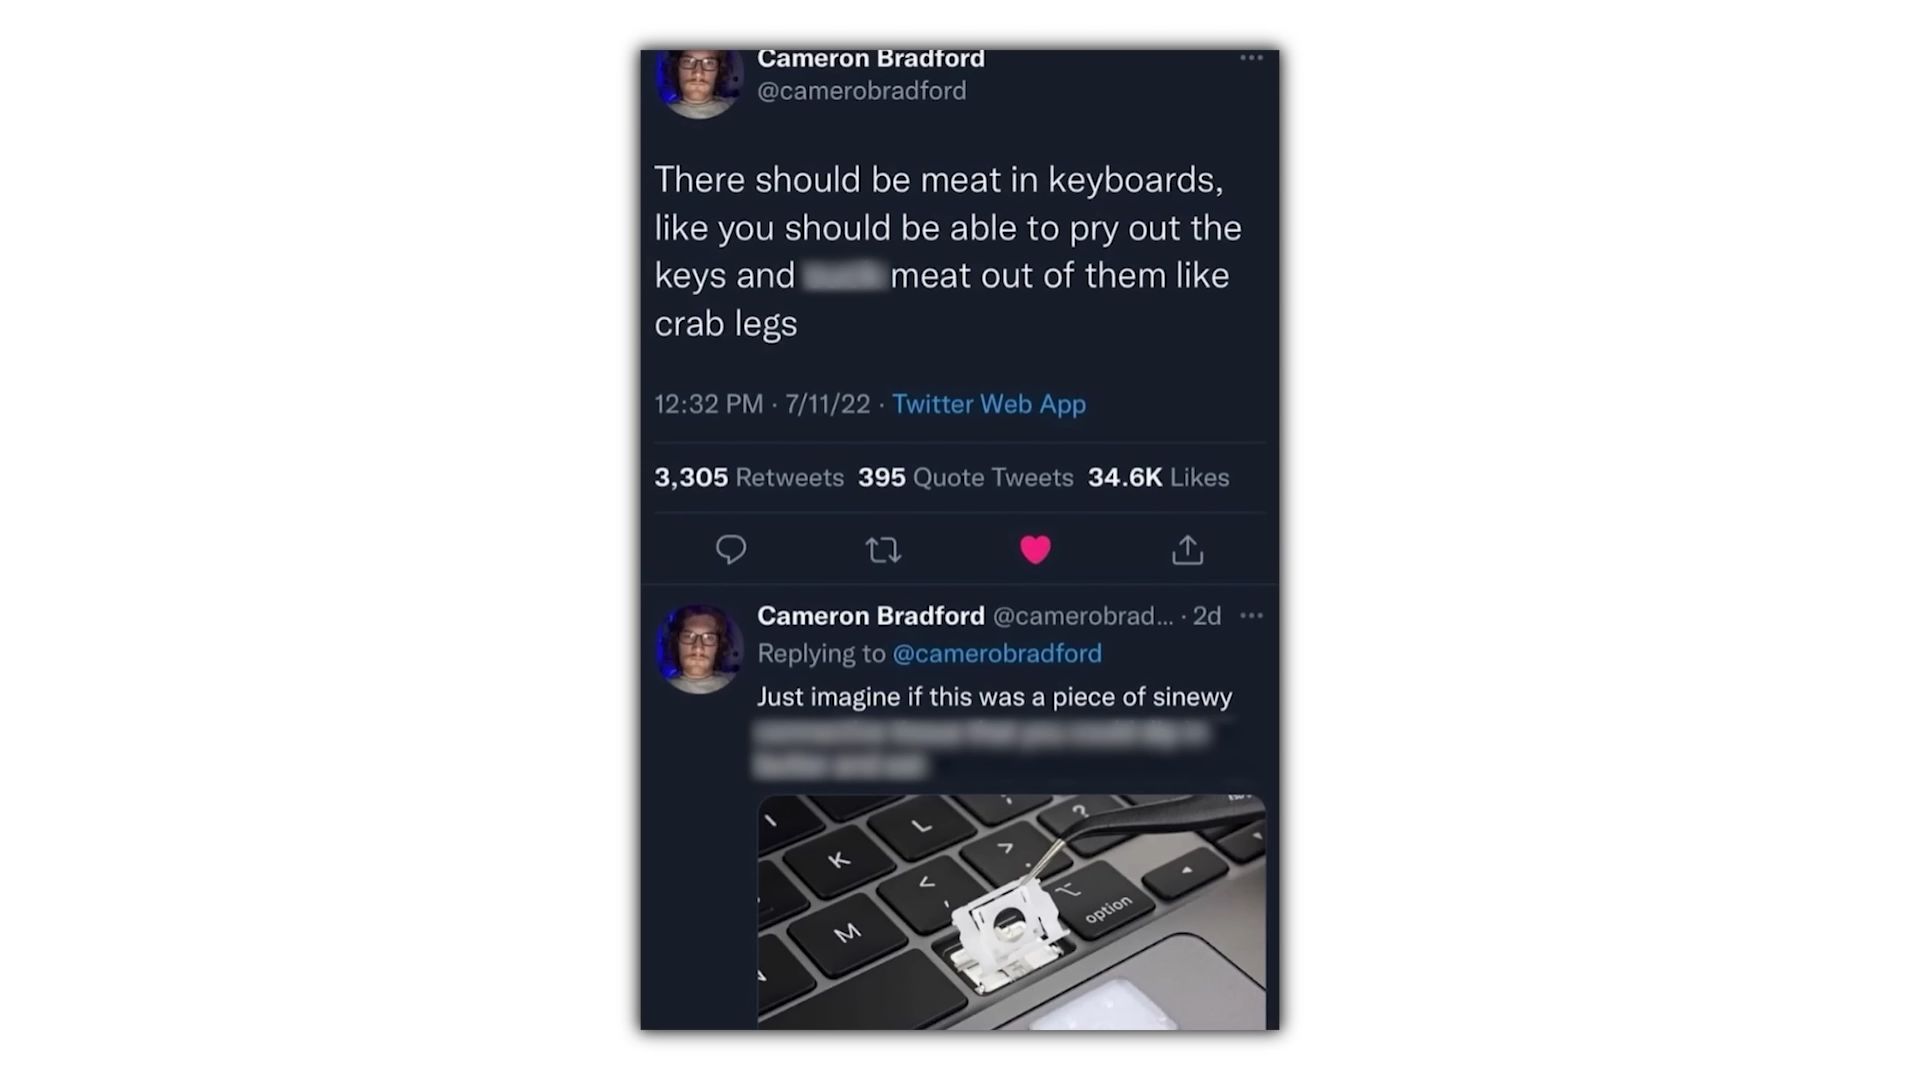 Cameron Bradford
@camerobradford
There should be meat in keyboards,
like you should be able to pry out the
keys and meat out of them like
crab legs
12:32 PM · 7/11/22 · Twitter Web App
3,305 Retweets 395 Quote Tweets 34.6K Likes
Cameron Bradford @camerobrad... · 2d
Replying to @camerobradford
Just imagine if this was a piece of sinewy
L
?
K
>
.
<
,
M
option